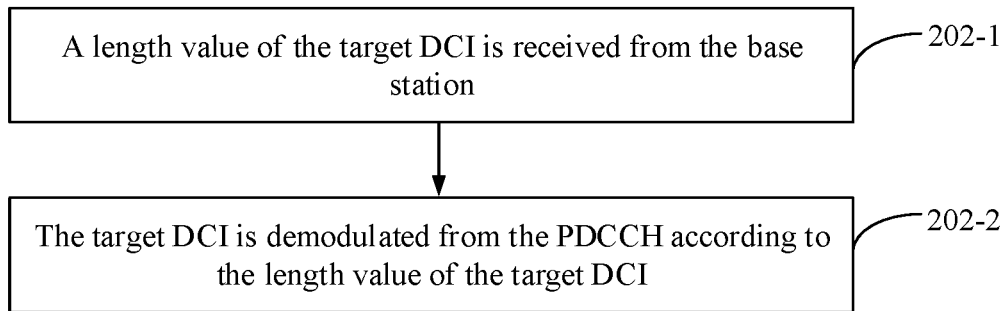 A length value of the target DCI is received from the base
station
202-1
The target DCI is demodulated from the PDCCH according to
the length value of the target DCI
202-2